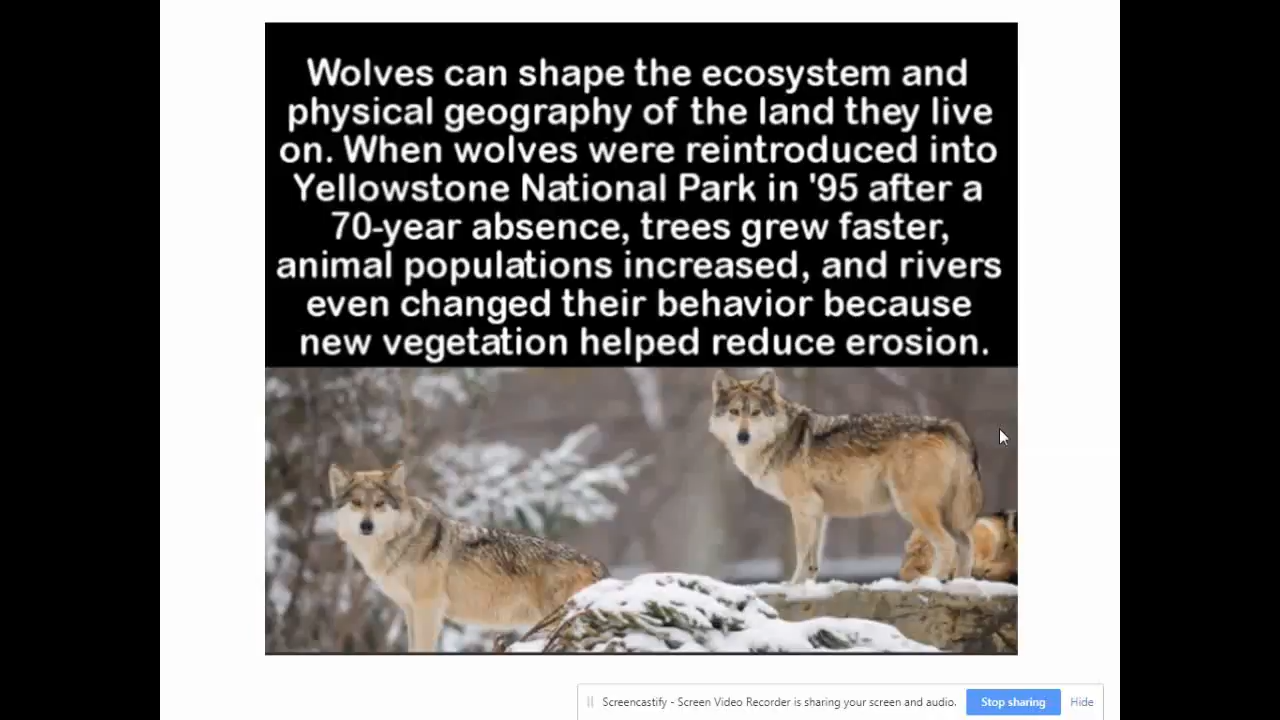 Wolves can shape the ecosystem and
physical geography of the land they live
on. When wolves were reintroduced into
Yellowstone National Park in '95 after a
70-year absence, trees grew faster,
animal populations increased, and rivers
even changed their behavior because
new vegetation helped reduce erosion.
Screencastify - Screen Video Recorder is sharing your screen and audio. Stop sharing Hide